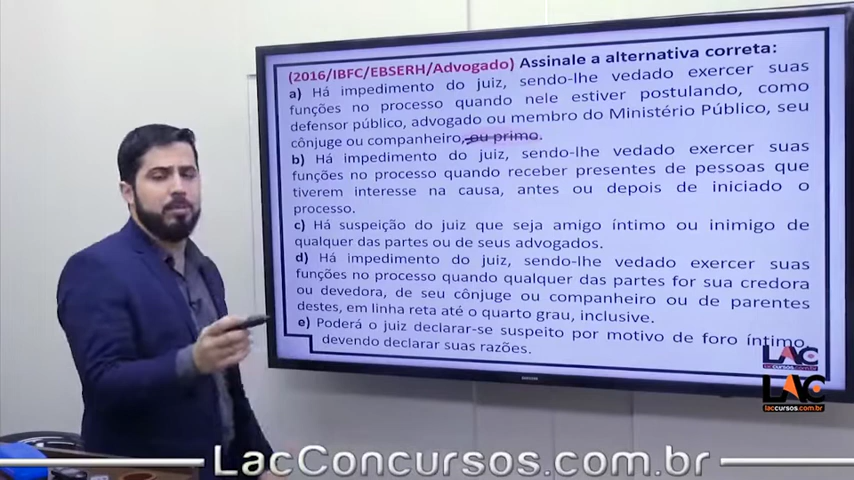 (2016/IBFC/EBSERH/Advogado) Assinale a alternativa correta:
a) Há impedimento do juiz, sendo-lhe vedado exercer suas
funções no processo quando nele estiver postulando, como
defensor público, advogado ou membro do Ministério Público, seu
cônjuge ou companheiro, ou primo.
b) Há impedimento do juiz, sendo-lhe vedado exercer suas
funções no processo quando receber presentes de pessoas que
tiverem interesse na causa, antes ou depois de iniciado o
processo.
c) Há suspeição do juiz que seja amigo íntimo ou inimigo de
qualquer das partes ou de seus advogados.
d) Há impedimento do juiz, sendo-lhe vedado exercer suas
funções no processo quando qualquer das partes for sua credora
ou devedora, de seu cônjuge ou companheiro ou de parentes
destes, em linha reta até o quarto grau, inclusive.
e) Poderá o juiz declarar-se suspeito por motivo de foro íntimo,
devendo declarar suas razões.
LAC
laccursos.com.br
LAC
laccursos.com.br
LacConcursos.com.br